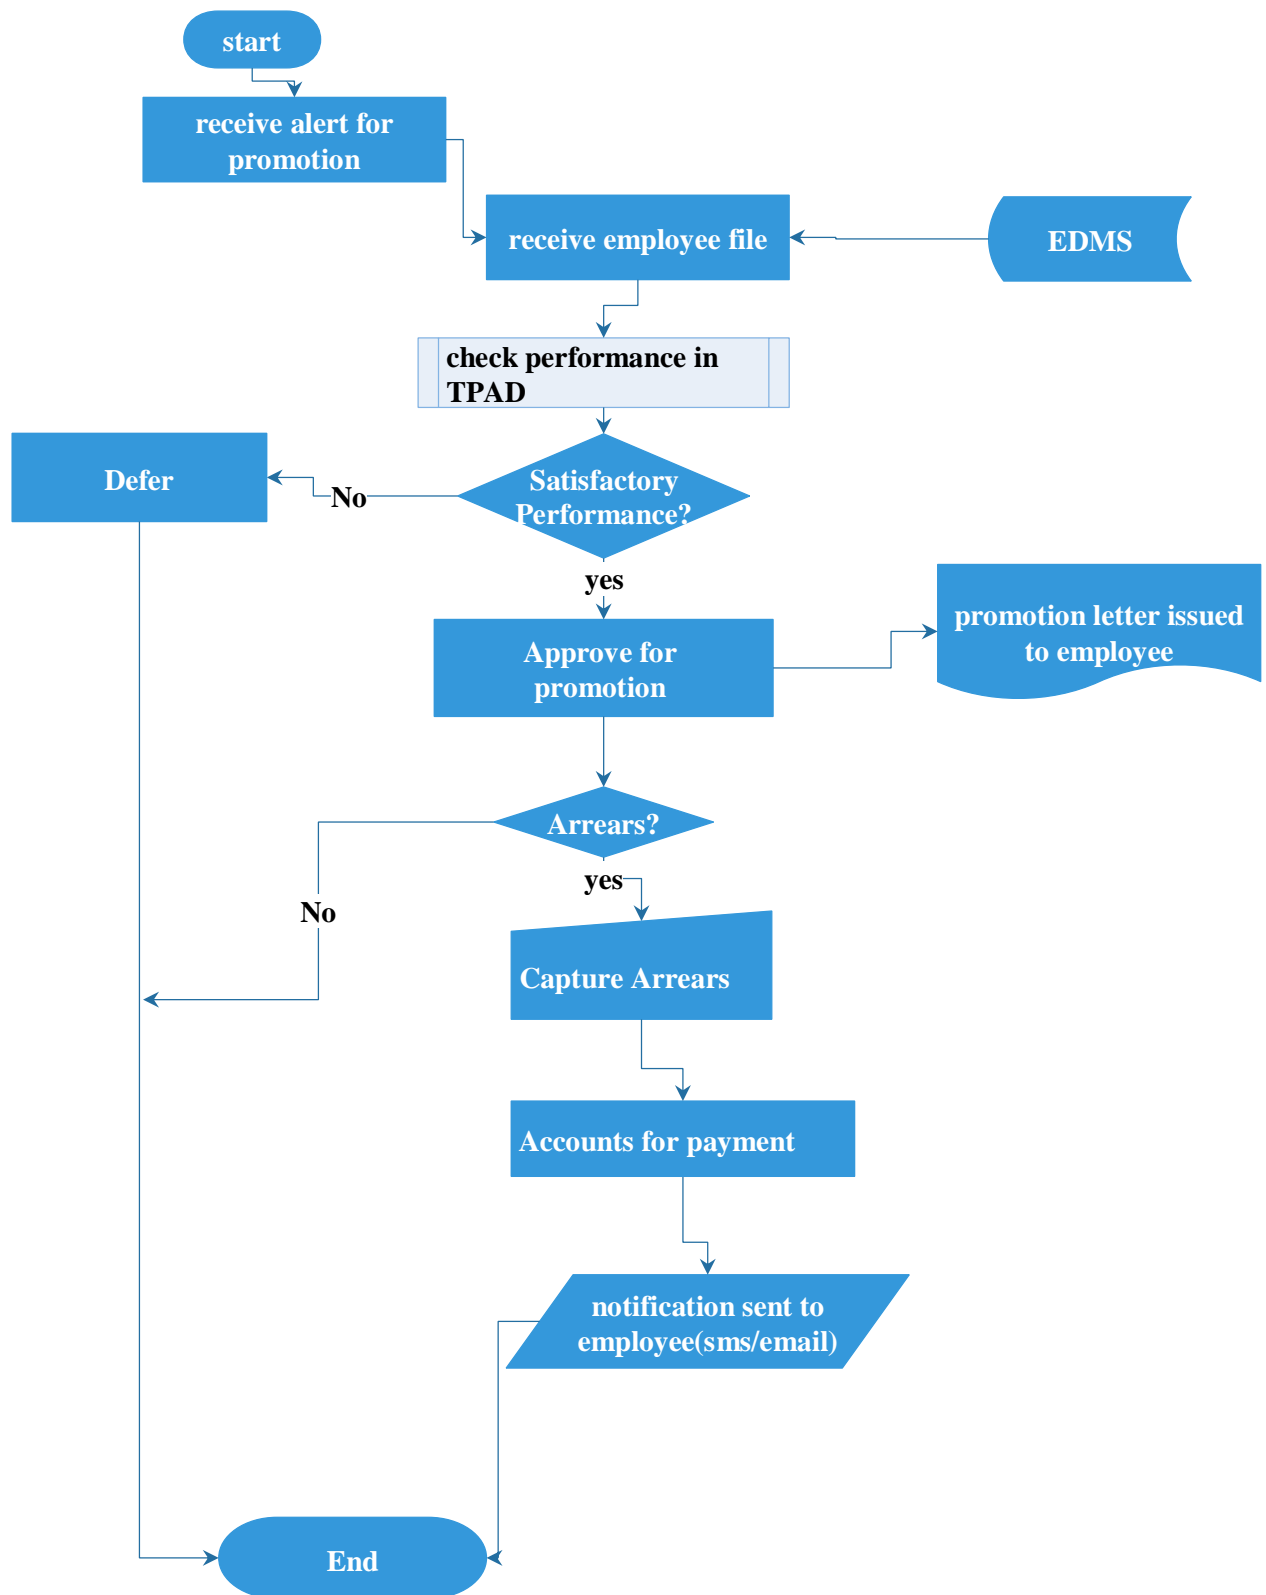 start
receive alert for
promotion
receive employee file
EDMS
check performance in
TPAD
Defer
No
Satisfactory
Performance?
yes
Approve for
promotion
promotion letter issued
to employee
Arrears?
yes
No
Capture Arrears
Accounts for payment
notification sent to
employee(sms/email)
End